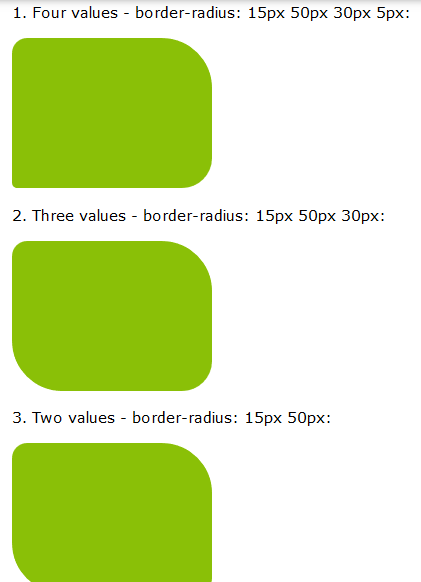 1. Four values - border-radius: 15px 50px 30px 5px:
2. Three values - border-radius: 15px 50px 30px:
3. Two values - border-radius: 15px 50px: